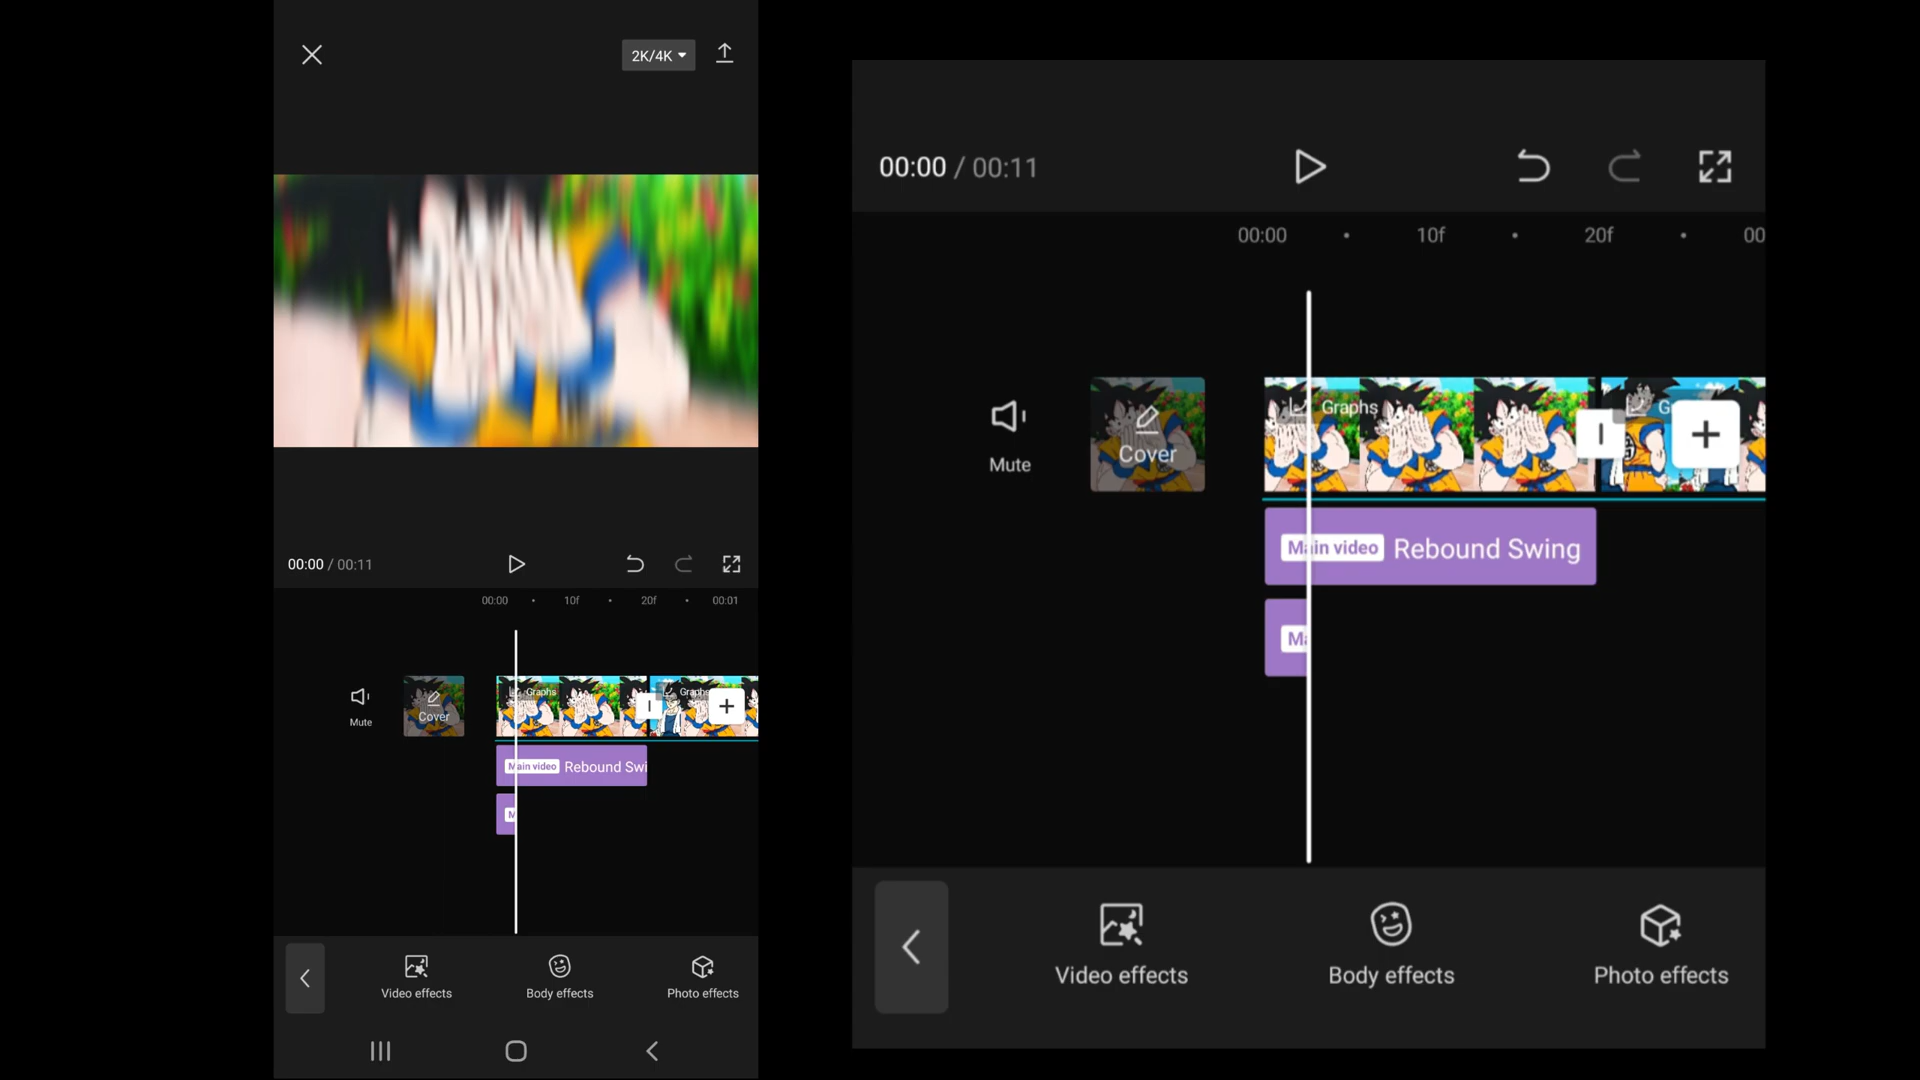 2K/4K
00:00 / 00:11
00:00
10f
20f
00:01
Graphs
Graphs
Mute
Cover
Main video
Rebound Swi
M
Video effects
Body effects
Photo effects
00:00 / 00:11
00:00
10f
20f
00
Graphs
G
Mute
Cover
Main video
Rebound Swing
Ma
Video effects
Body effects
Photo effects